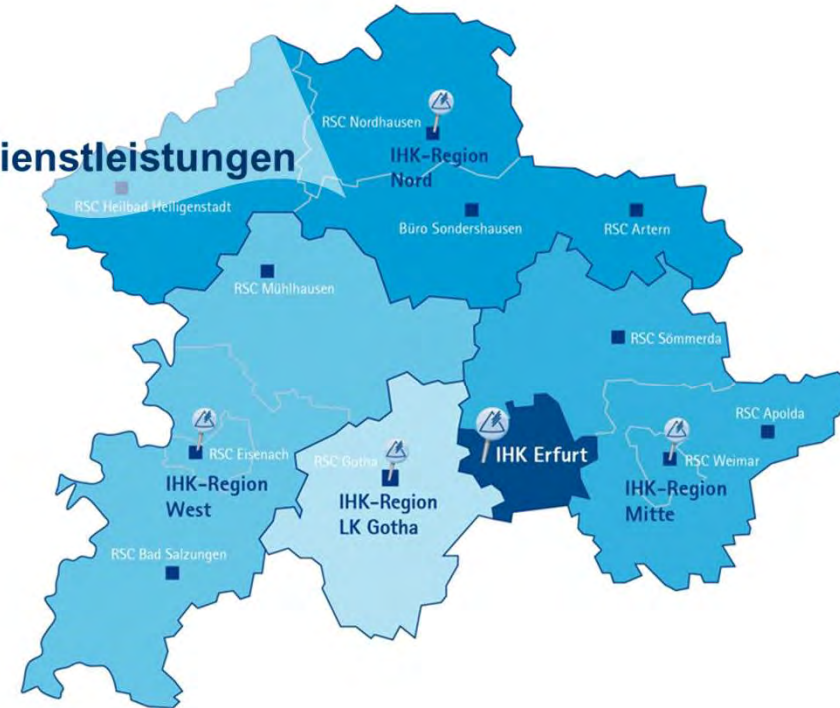 ienstleistungen
RSC Nordhausen
IHK-Region
Nord
RSC Heilbad Heiligenstadt
Büro Sondershausen
RSC Artern
RSC Mühlhausen
RSC Sömmerda
RSC Apolda
RSC Eisenach
RSC Gotha
IHK Erfurt
RSC Weimar
IHK-Region
West
IHK-Region
LK Gotha
IHK-Region
Mitte
RSC Bad Salzungen